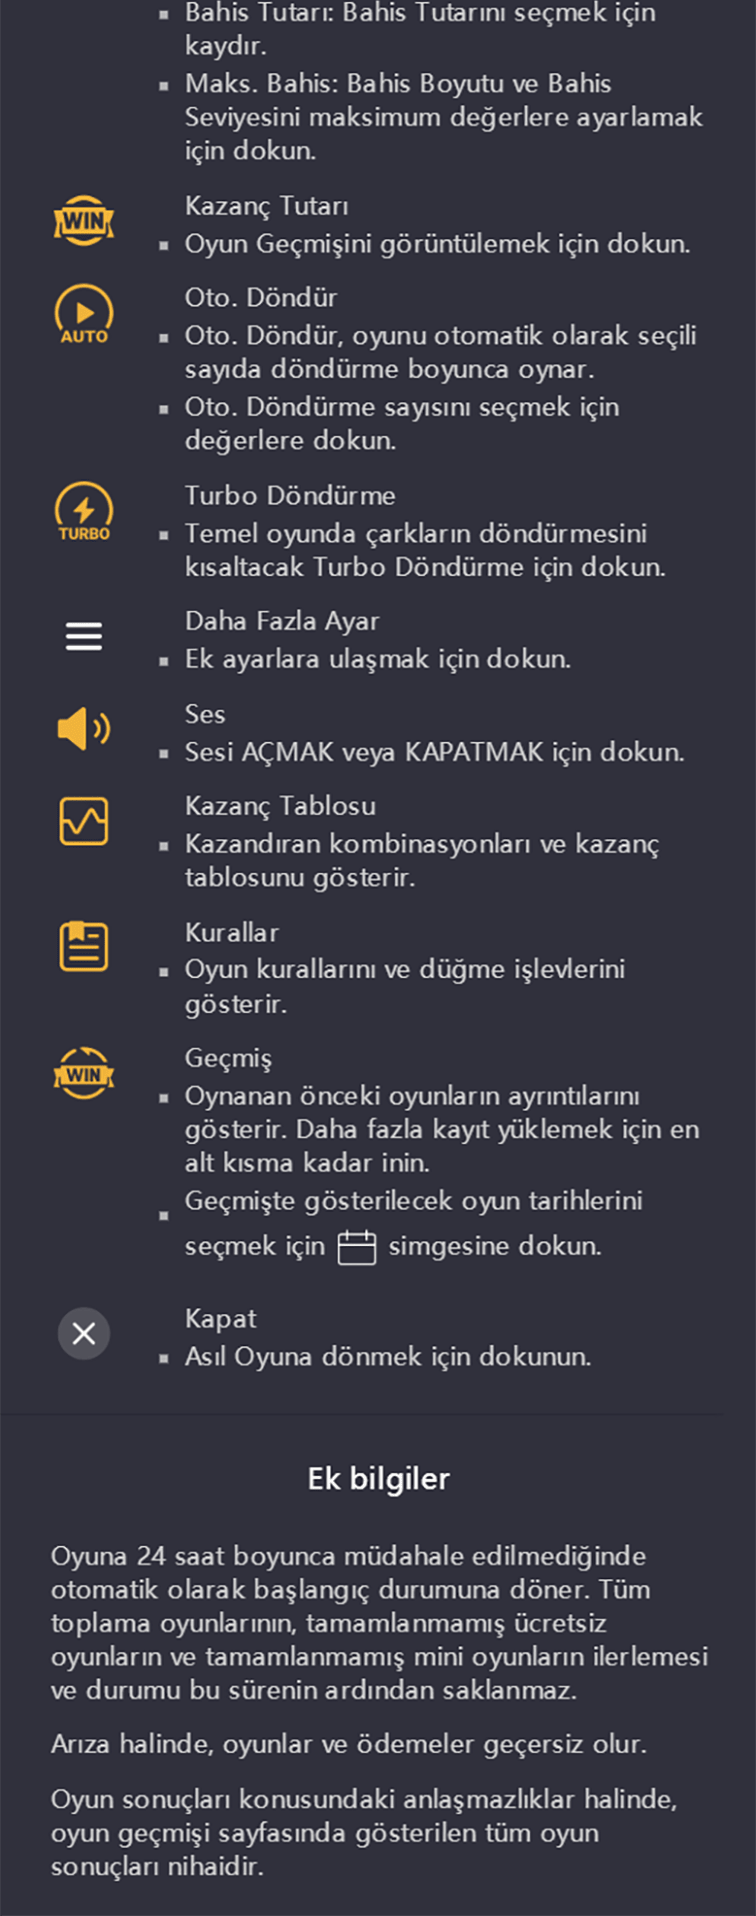 ▪ Bahis Tutarı: Bahis Tutarını seçmek için
kaydır.
▪ Maks. Bahis: Bahis Boyutu ve Bahis
Seviyesini maksimum değerlere ayarlamak
için dokun.
WIN
Kazanç Tutarı
▪ Oyun Geçmişini görüntülemek için dokun.
AUTO
Oto. Döndür
▪ Oto. Döndür, oyunu otomatik olarak seçili
sayıda döndürme boyunca oynar.
▪ Oto. Döndürme sayısını seçmek için
değerlere dokun.
TURBO
Turbo Döndürme
▪ Temel oyunda çarkların döndürmesini
kısaltacak Turbo Döndürme için dokun.
Daha Fazla Ayar
▪ Ek ayarlara ulaşmak için dokun.
Ses
▪ Sesi AÇMAK veya KAPATMAK için dokun.
Kazanç Tablosu
▪ Kazandıran kombinasyonları ve kazanç
tablosunu gösterir.
Kurallar
▪ Oyun kurallarını ve düğme işlevlerini
gösterir.
WIN
Geçmiş
▪ Oynanan önceki oyunların ayrıntılarını
gösterir. Daha fazla kayıt yüklemek için en
alt kısma kadar inin.
▪ Geçmişte gösterilecek oyun tarihlerini
seçmek için simgesine dokun.
Kapat
▪ Asıl Oyuna dönmek için dokunun.
Ek bilgiler
Oyuna 24 saat boyunca müdahale edilmediğinde
otomatik olarak başlangıç durumuna döner. Tüm
toplama oyunlarının, tamamlanmamış ücretsiz
oyunların ve tamamlanmamış mini oyunların ilerlemesi
ve durumu bu sürenin ardından saklanmaz.
Arıza halinde, oyunlar ve ödemeler geçersiz olur.
Oyun sonuçları konusundaki anlaşmazlıklar halinde,
oyun geçmişi sayfasında gösterilen tüm oyun
sonuçları nihaidir.